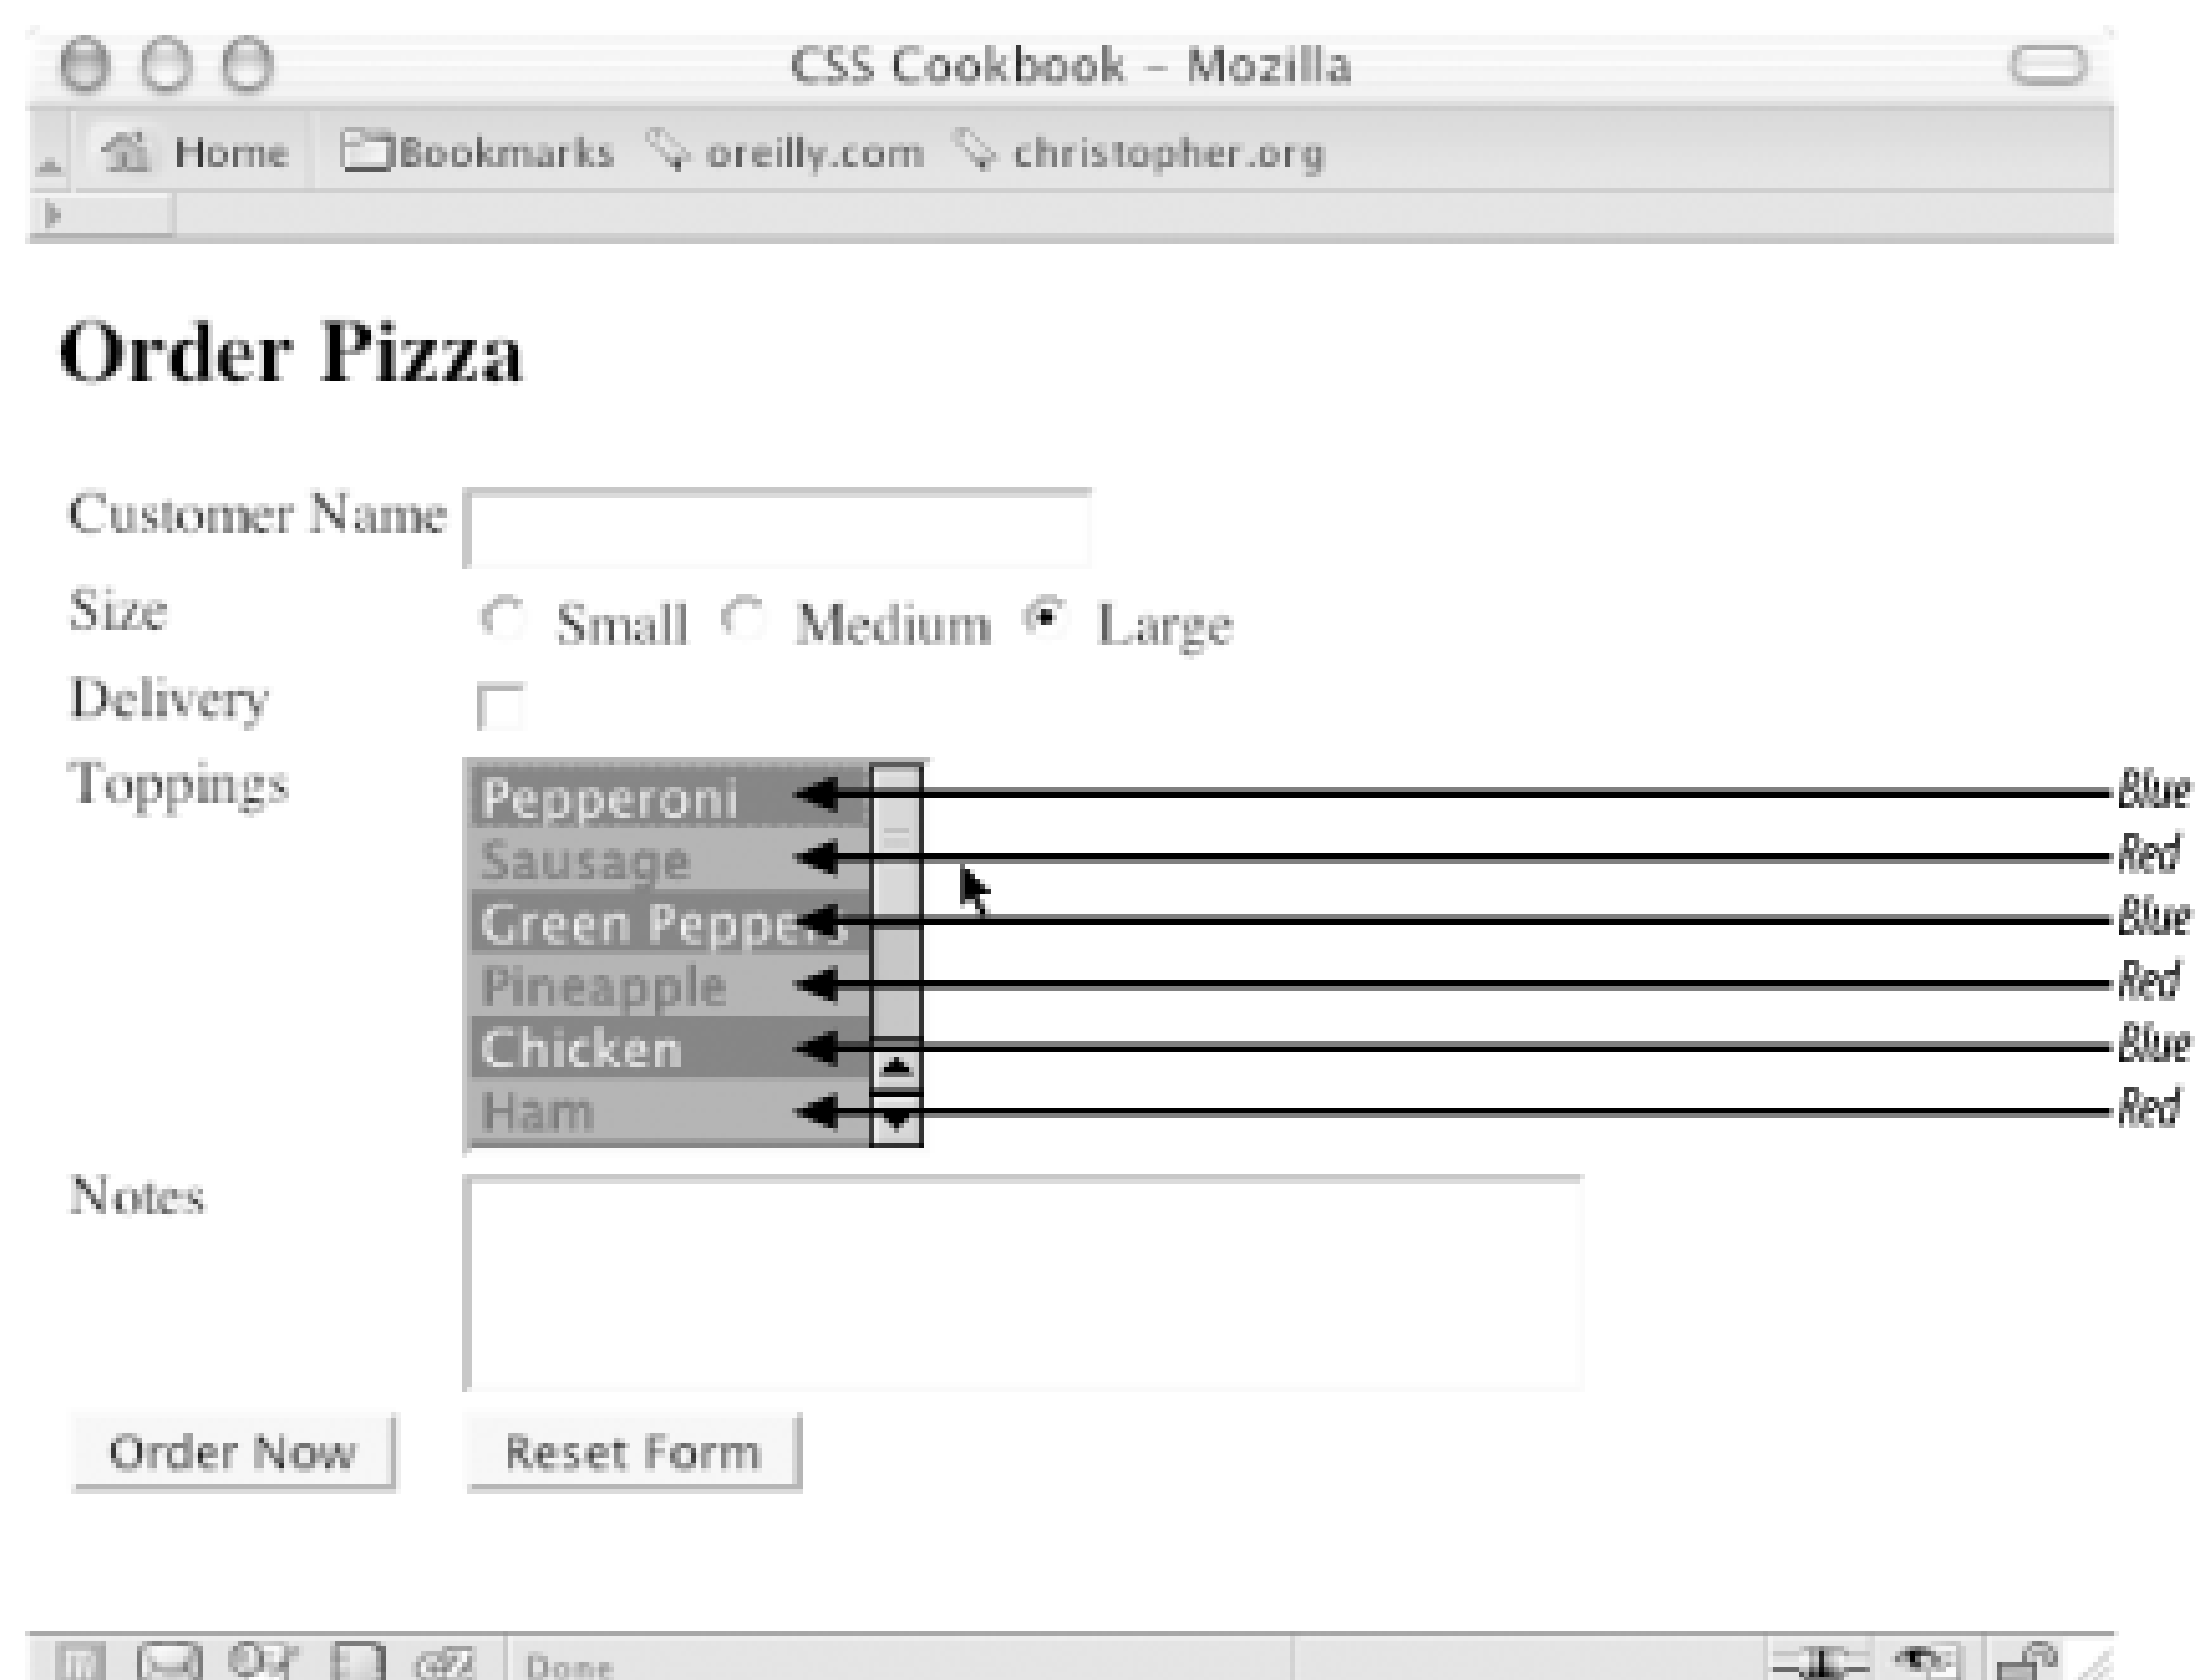 CSS Cookbook – Mozilla
Home Bookmarks oreilly.com christopher.org
Order Pizza
Customer Name
Size Small Medium Large
Delivery
Toppings Pepperoni Blue
Sausage Red
Green Peppers Blue
Pineapple Red
Chicken Blue
Ham Red
Notes
Order Now Reset Form
Done